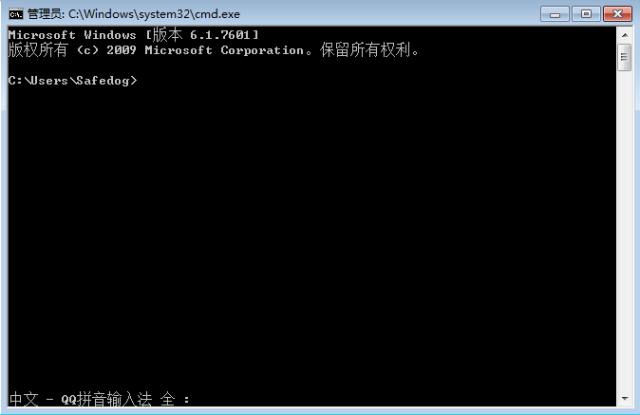 管理员: C:\Windows\system32\cmd.exe
Microsoft Windows [版本 6.1.7601]
版权所有 (c) 2009 Microsoft Corporation。保留所有权利。
C:\Users\Safedog>
中文 - QQ拼音输入法 全 :